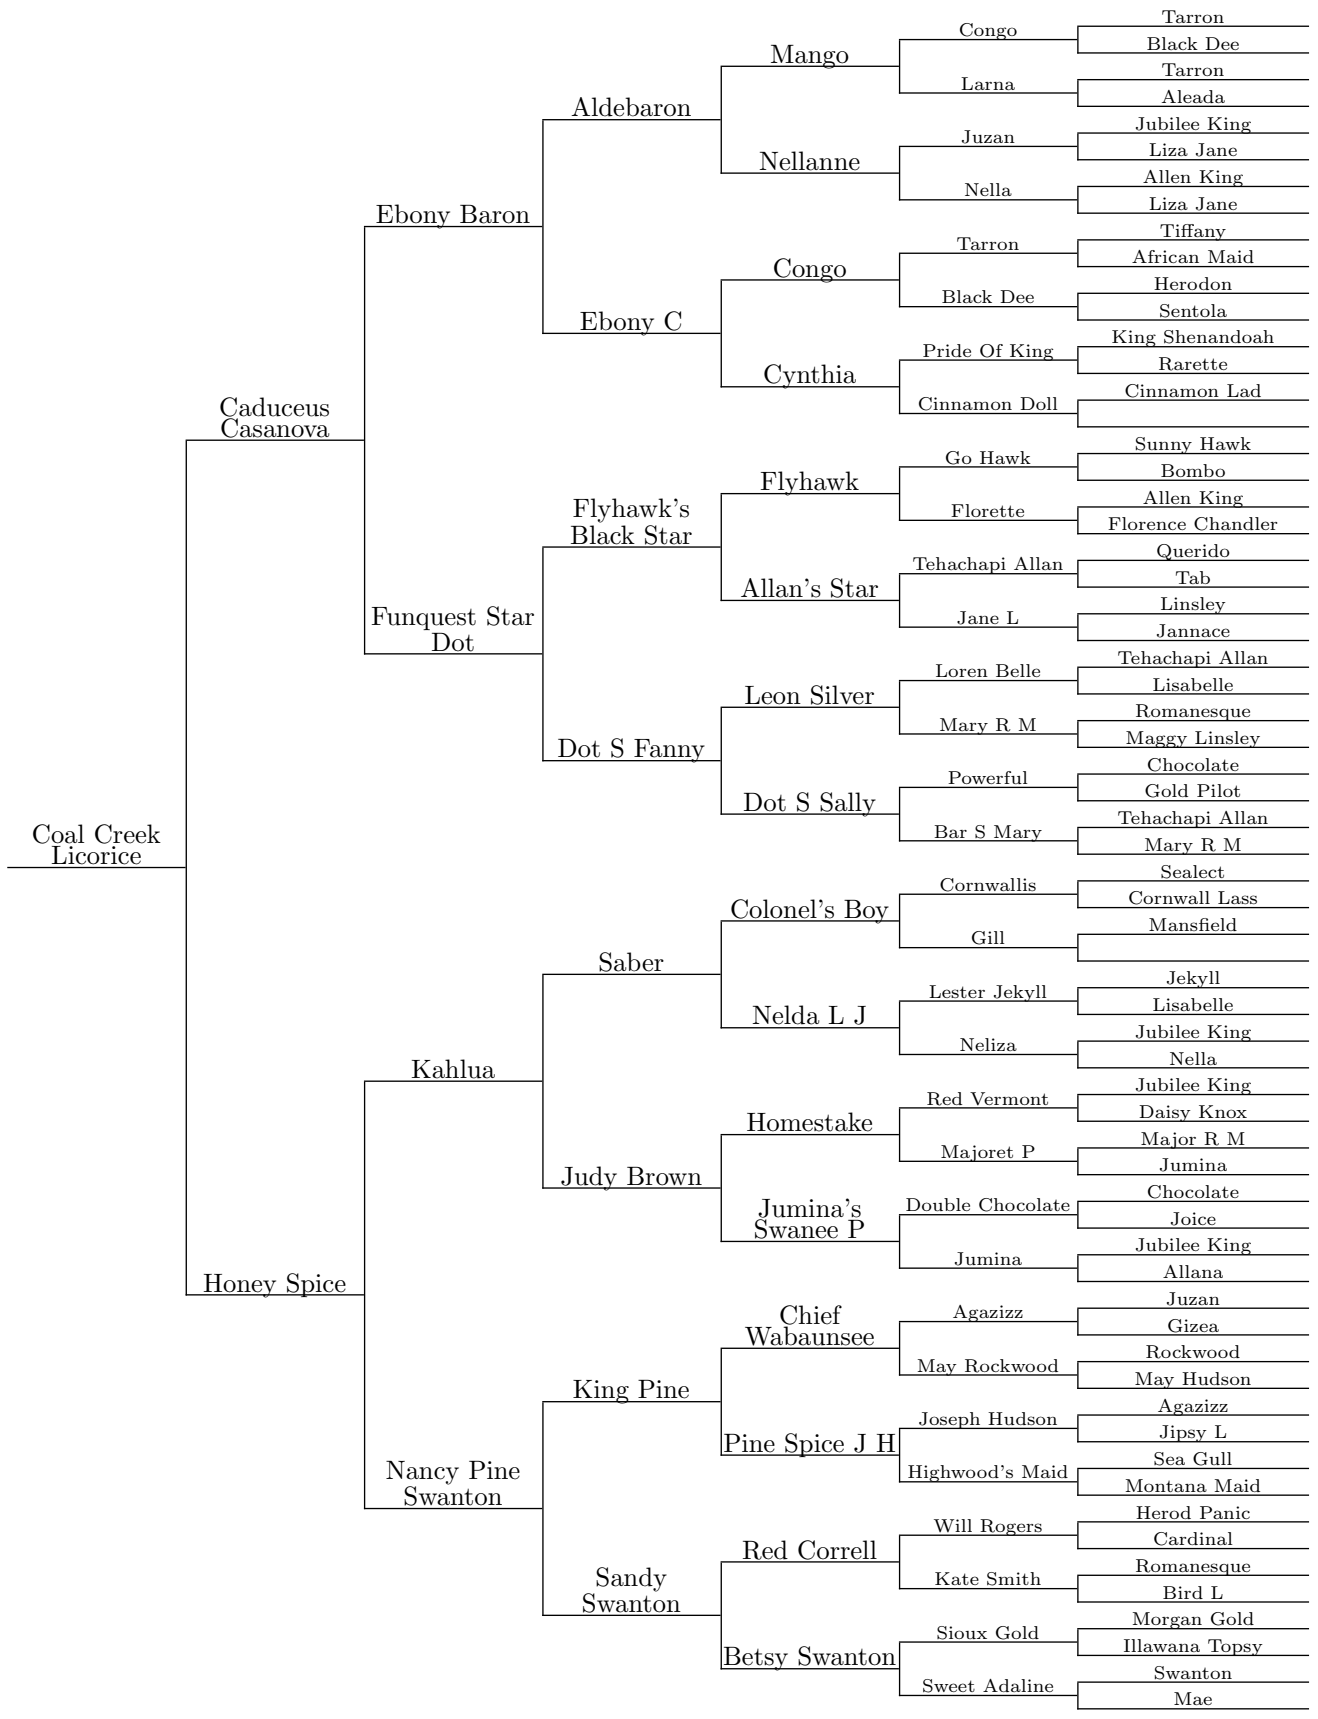 Tarron
Congo
Black Dee
Mango
Tarron
Larna
Aleada
Aldebaron
Jubilee King
Juzan
Liza Jane
Nellanne
Allen King
Nella
Liza Jane
Ebony Baron
Tiffany
Tarron
African Maid
Congo
Herodon
Black Dee
Sentola
Ebony C
King Shenandoah
Pride Of King
Rarette
Cynthia
Cinnamon Lad
Cinnamon Doll
Caduceus
Casanova
Sunny Hawk
Go Hawk
Bombo
Flyhawk
Allen King
Florette
Florence Chandler
Flyhawk's
Black Star
Querido
Tehachapi Allan
Tab
Allan's Star
Linsley
Jane L
Jannace
Funquest Star
Dot
Tehachapi Allan
Loren Belle
Lisabelle
Leon Silver
Romanesque
Mary R M
Maggy Linsley
Dot S Fanny
Chocolate
Powerful
Gold Pilot
Dot S Sally
Tehachapi Allan
Bar S Mary
Mary R M
Coal Creek
Licorice
Sealect
Cornwallis
Cornwall Lass
Colonel's Boy
Mansfield
Gill
Saber
Jekyll
Lester Jekyll
Lisabelle
Nelda L J
Jubilee King
Neliza
Nella
Kahlua
Jubilee King
Red Vermont
Daisy Knox
Homestake
Major R M
Majoret P
Jumina
Judy Brown
Chocolate
Double Chocolate
Joice
Jumina's
Swanee P
Jubilee King
Jumina
Allana
Honey Spice
Juzan
Agazizz
Gizea
Chief
Wabaunsee
Rockwood
May Rockwood
May Hudson
King Pine
Agazizz
Joseph Hudson
Jipsy L
Pine Spice J H
Sea Gull
Highwood's Maid
Montana Maid
Nancy Pine
Swanton
Herod Panic
Will Rogers
Cardinal
Red Correll
Romanesque
Kate Smith
Bird L
Sandy
Swanton
Morgan Gold
Sioux Gold
Illawana Topsy
Betsy Swanton
Swanton
Sweet Adaline
Mae